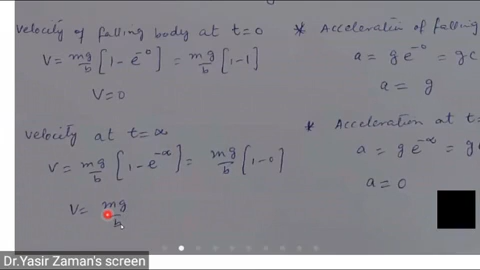 Velocity of falling body at t=0
V = mg/b [1-e^-0] = mg/b [1-1]
V=0
Velocity at t=∝
V = mg/b [1-e^-∝] = mg/b [1-0]
V= mg/b
* Acceleration of falling
a = g e^-0 = g
a = g
* Acceleration at t=
a = g e^-∝ = g
a=0
Dr.Yasir Zaman's screen